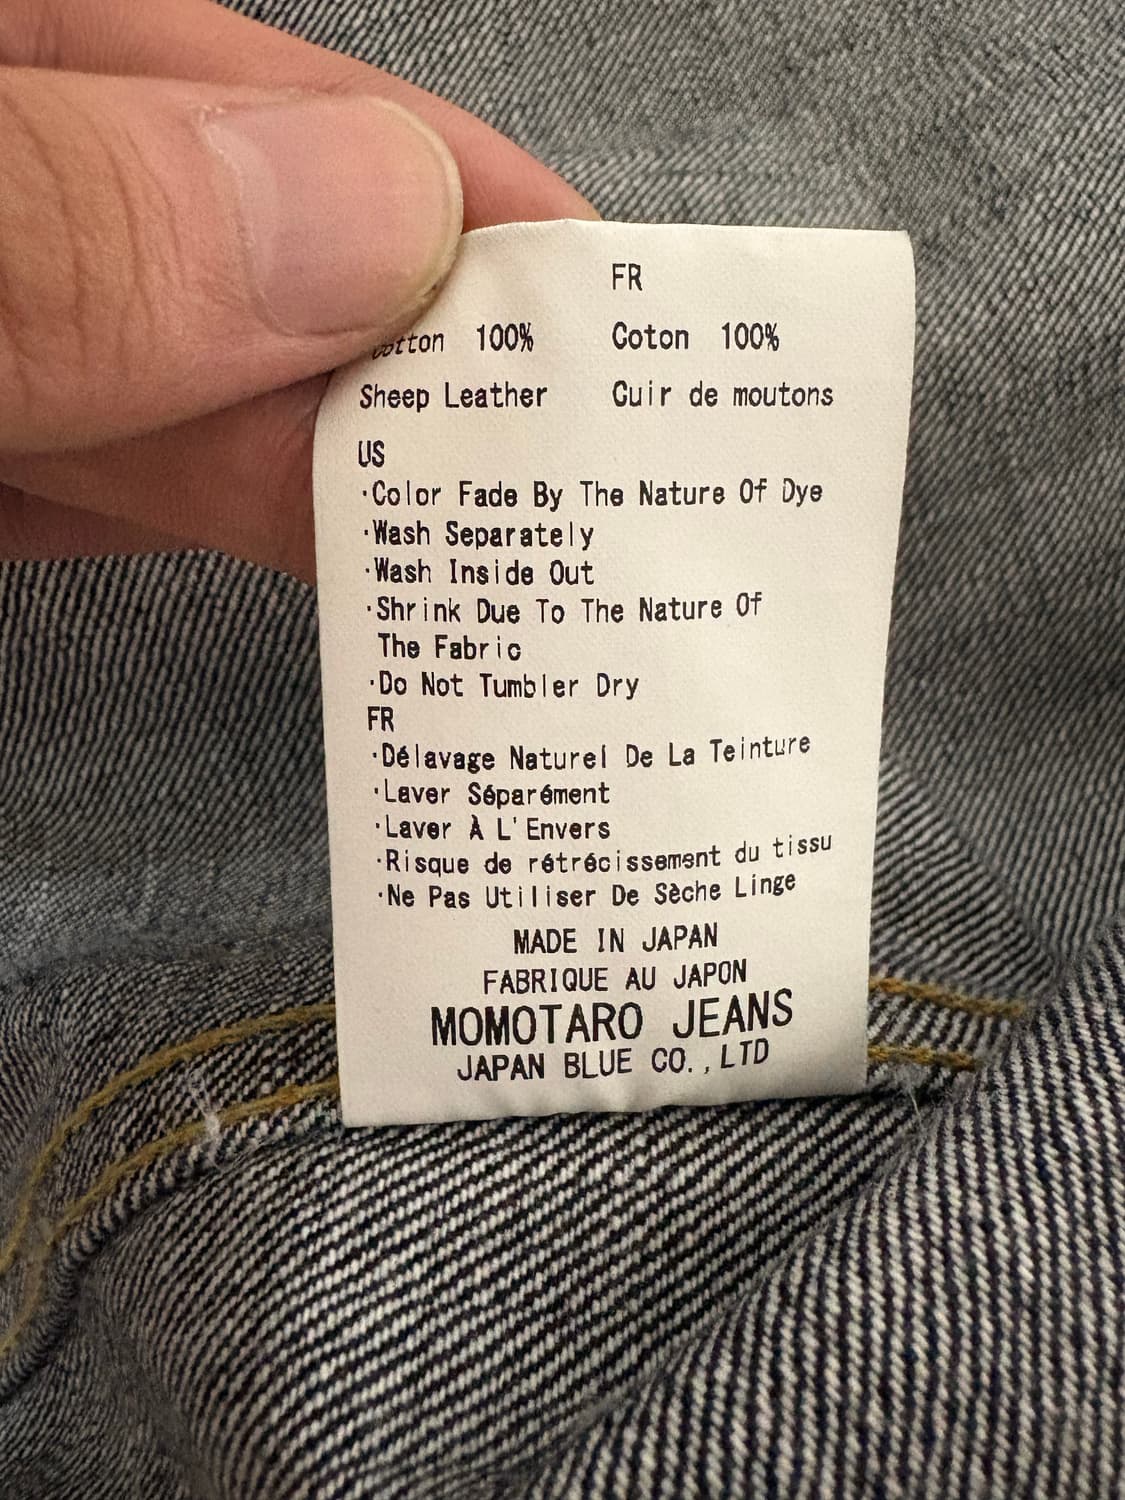 FR
Cotton 100% Coton 100%
Sheep Leather Cuir de moutons
US
·Color Fade By The Nature Of Dye
·Wash Separately
·Wash Inside Out
·Shrink Due To The Nature Of
The Fabric
·Do Not Tumbler Dry
FR
·Délavage Naturel De La Teinture
·Laver Séparément
·Laver À L'Envers
·Risque de rétrécissement du tissu
·Ne Pas Utiliser De Sèche Linge
MADE IN JAPAN
FABRIQUE AU JAPON
MOMOTARO JEANS
JAPAN BLUE CO.,LTD